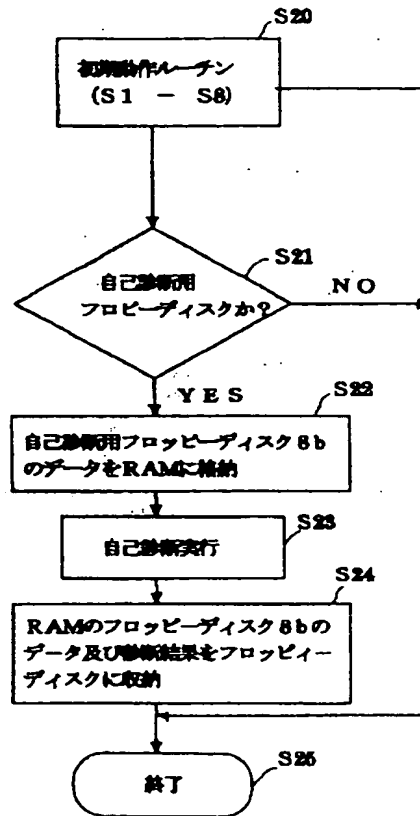 S20
初期動作ルーチン
(S1 － S8)
S21
自己診断用
フロピーディスクか?
NO
YES
S22
自己診断用フロッピーディスク8b
のデータをRAMに格納
S23
自己診断実行
S24
RAMのフロッピーディスク8bの
データ及び診断結果をフロッピィー
ディスクに収納
S25
終了